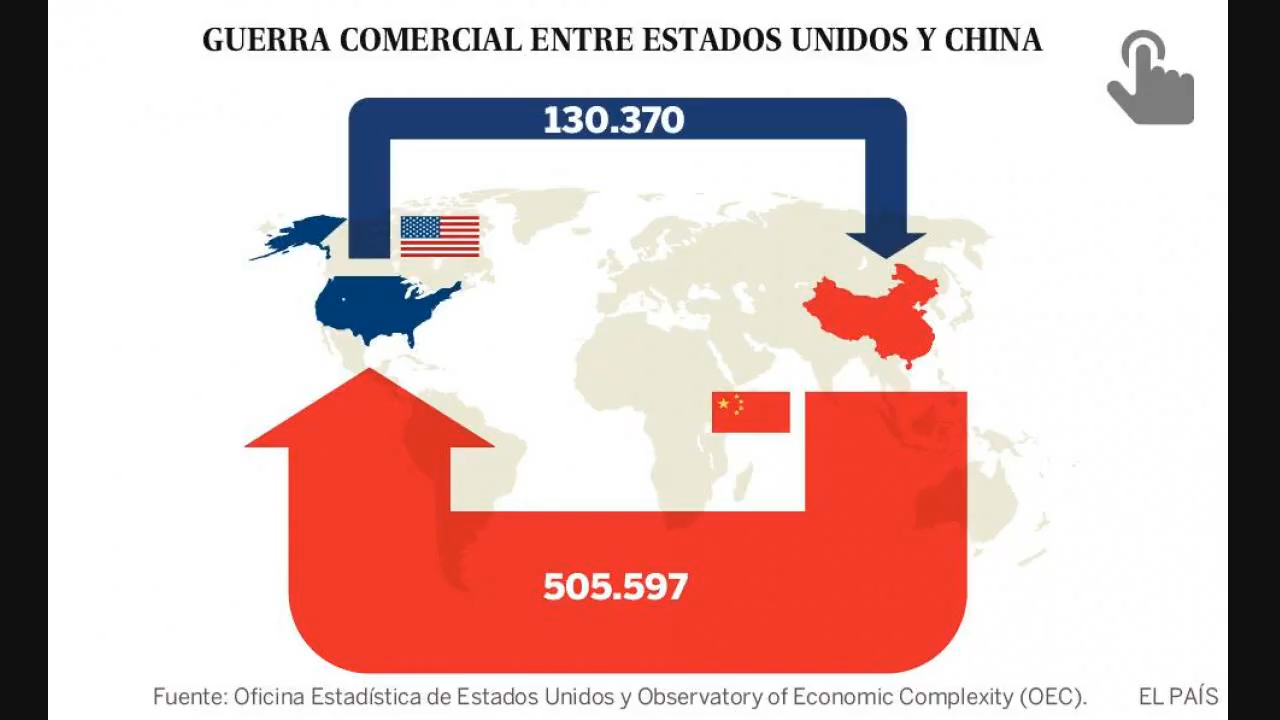 GUERRA COMERCIAL ENTRE ESTADOS UNIDOS Y CHINA
130.370
505.597
Fuente: Oficina Estadística de Estados Unidos y Observatory of Economic Complexity (OEC). EL PAÍS